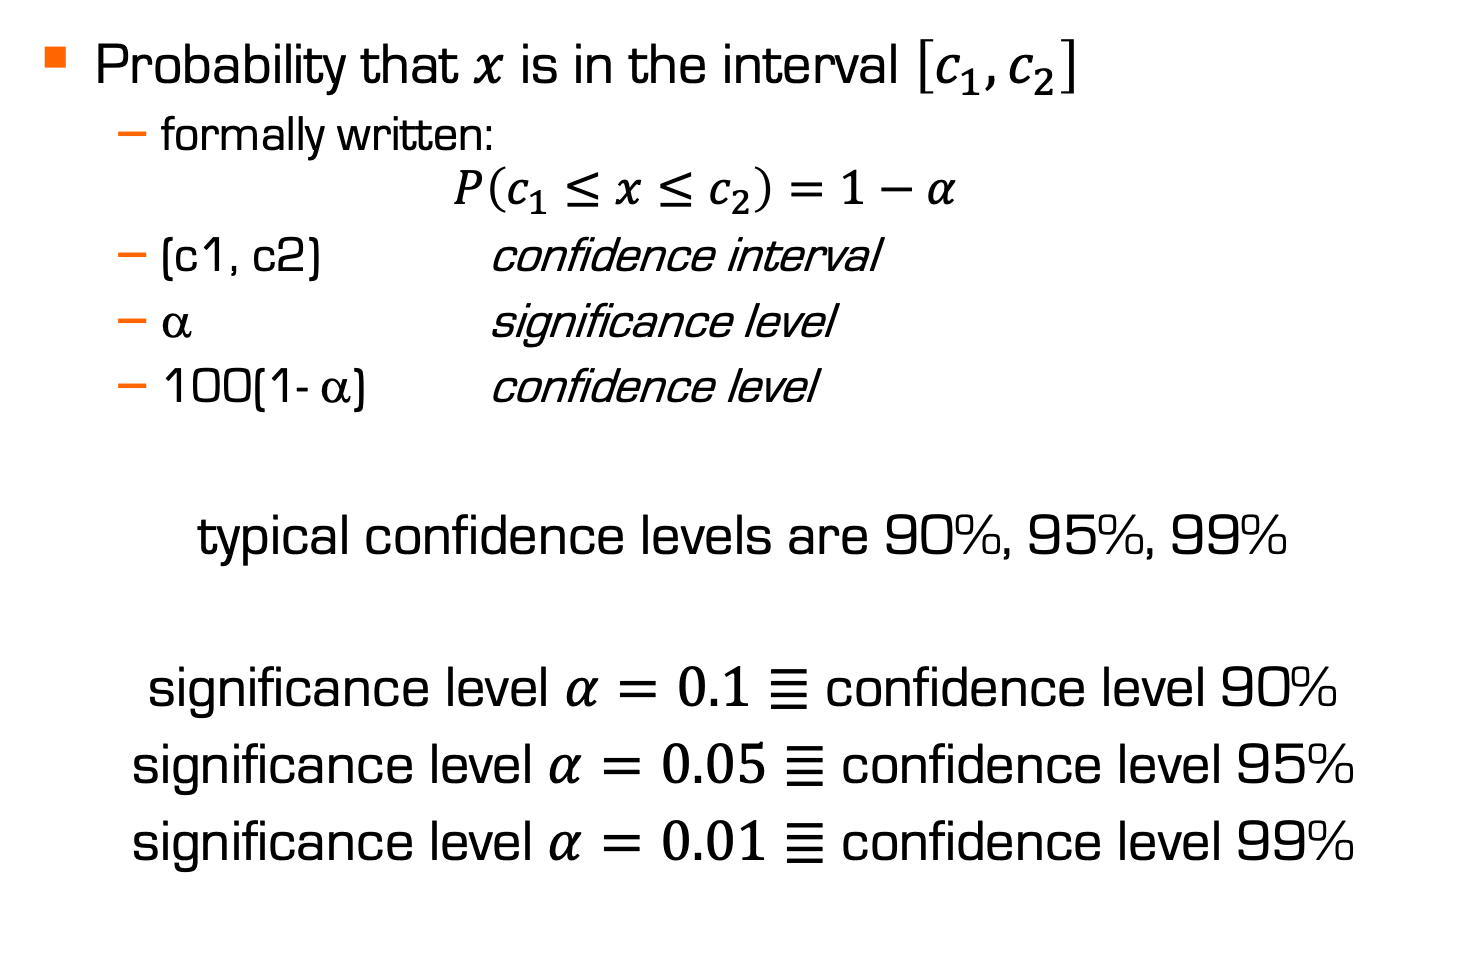 ▪ Probability that 𝑥 is in the interval [𝑐₁, 𝑐₂]
– formally written:
𝑃(𝑐₁ ≤ 𝑥 ≤ 𝑐₂) = 1 − 𝛼
– (c1, c2) confidence interval
– α significance level
– 100(1- α) confidence level
typical confidence levels are 90%, 95%, 99%
significance level 𝛼 = 0.1 ≣ confidence level 90%
significance level 𝛼 = 0.05 ≣ confidence level 95%
significance level 𝛼 = 0.01 ≣ confidence level 99%